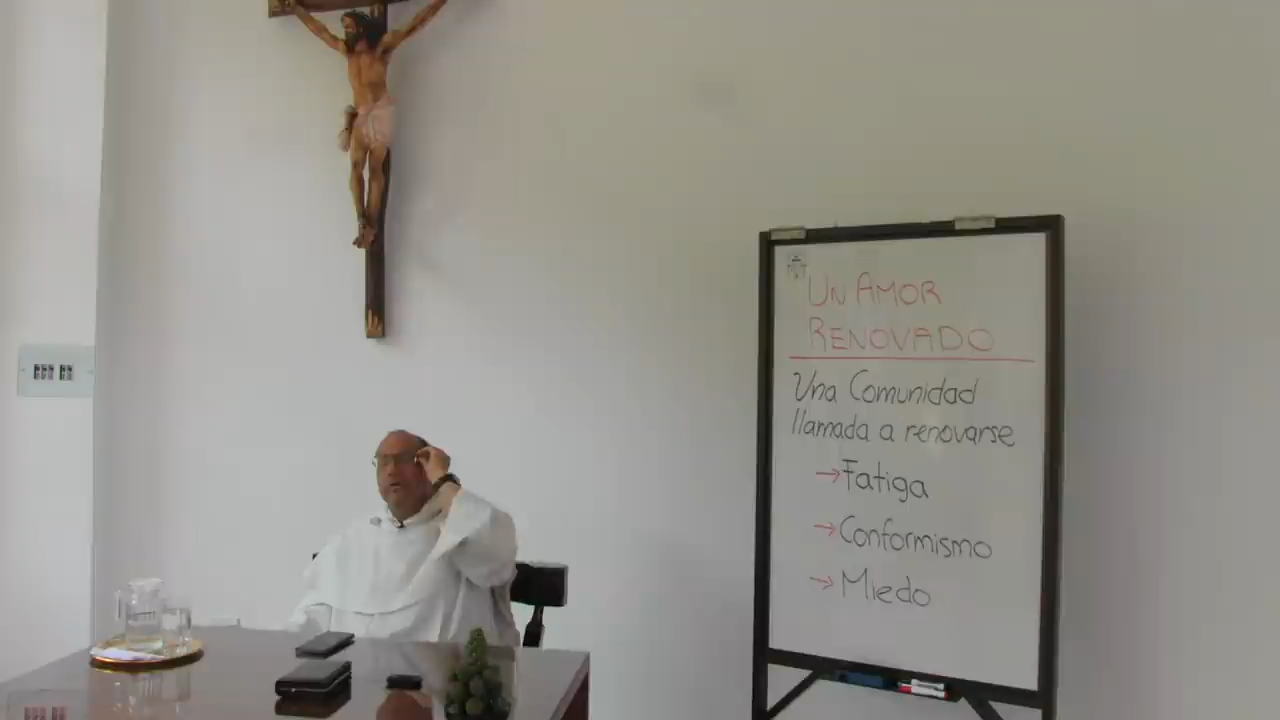 UN AMOR
RENOVADO
Una Comunidad
llamada a renovarse
→Fatiga
→Conformismo
→Miedo